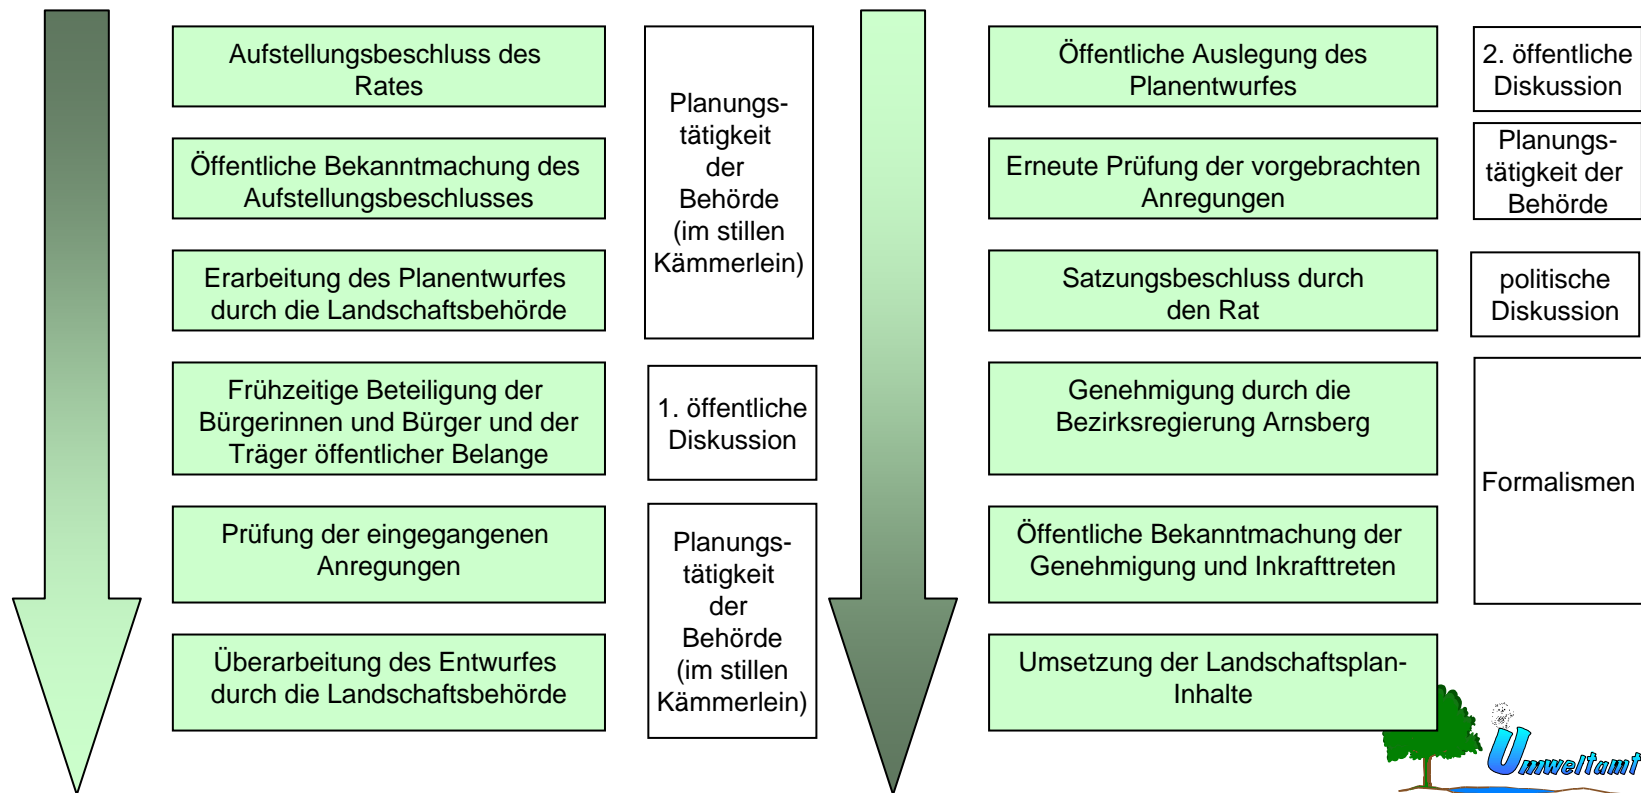 Aufstellungsbeschluss des
Rates
Öffentliche Bekanntmachung des
Aufstellungsbeschlusses
Erarbeitung des Planentwurfes
durch die Landschaftsbehörde
Frühzeitige Beteiligung der
Bürgerinnen und Bürger und der
Träger öffentlicher Belange
Prüfung der eingegangenen
Anregungen
Überarbeitung des Entwurfes
durch die Landschaftsbehörde
Planungs-
tätigkeit
der
Behörde
(im stillen
Kämmerlein)
1. öffentliche
Diskussion
Planungs-
tätigkeit
der
Behörde
(im stillen
Kämmerlein)
Öffentliche Auslegung des
Planentwurfes
Erneute Prüfung der vorgebrachten
Anregungen
Satzungsbeschluss durch
den Rat
Genehmigung durch die
Bezirksregierung Arnsberg
Öffentliche Bekanntmachung der
Genehmigung und Inkrafttreten
Umsetzung der Landschaftsplan-
Inhalte
2. öffentliche
Diskussion
Planungs-
tätigkeit der
Behörde
politische
Diskussion
Formalismen
Umweltamt